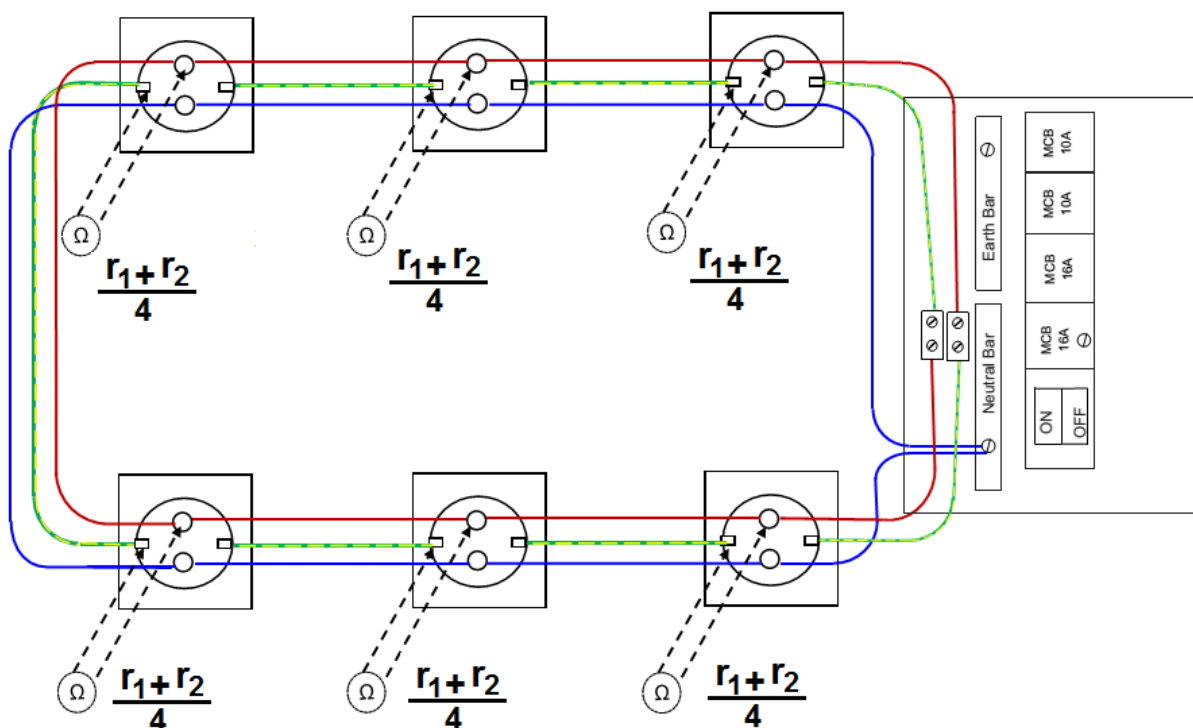 Ω
r₁+ r₂
4
Ω
r₁+ r₂
4
Ω
r₁+ r₂
4
Earth Bar
Neutral Bar
MCB
10A
MCB
10A
MCB
16A
MCB
16A
ON
OFF
Ω
r₁+ r₂
4
Ω
r₁+ r₂
4
Ω
r₁+ r₂
4